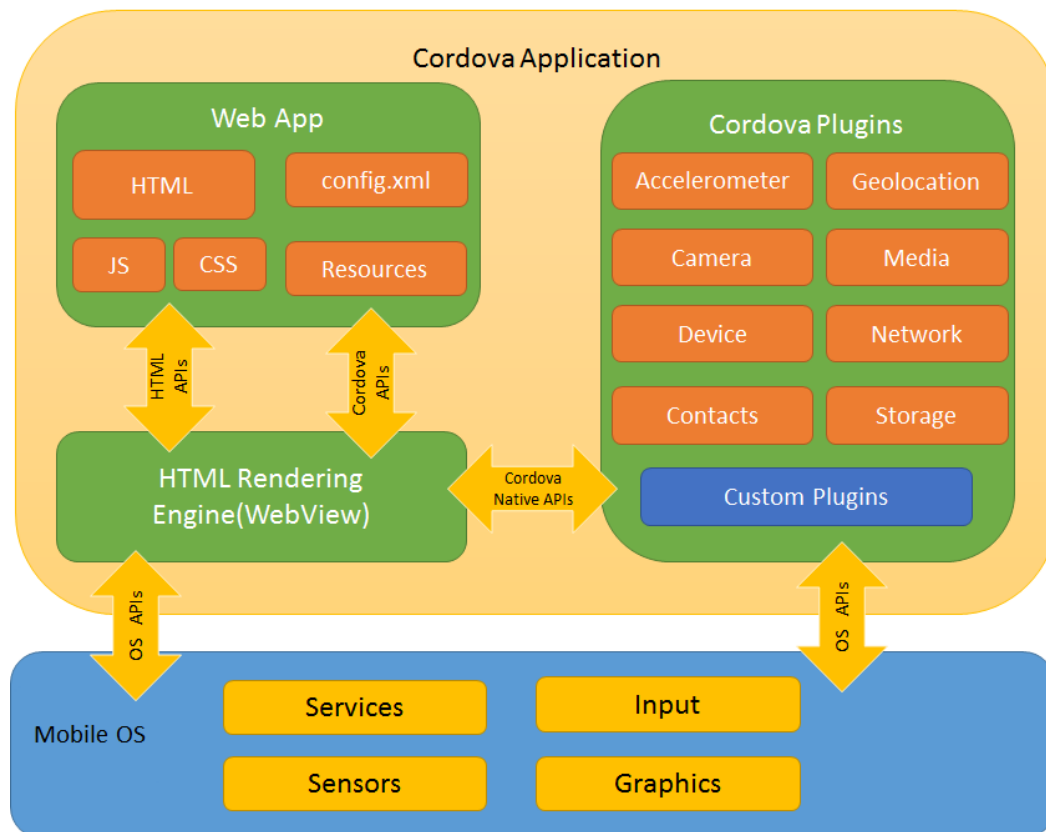 Cordova Application
Web App
HTML
config.xml
JS
CSS
Resources
HTML
APIs
Cordova
APIs
HTML Rendering
Engine(WebView)
Cordova
Native APIs
Cordova Plugins
Accelerometer
Geolocation
Camera
Media
Device
Network
Contacts
Storage
Custom Plugins
OS APIs
OS APIs
Mobile OS
Services
Input
Sensors
Graphics